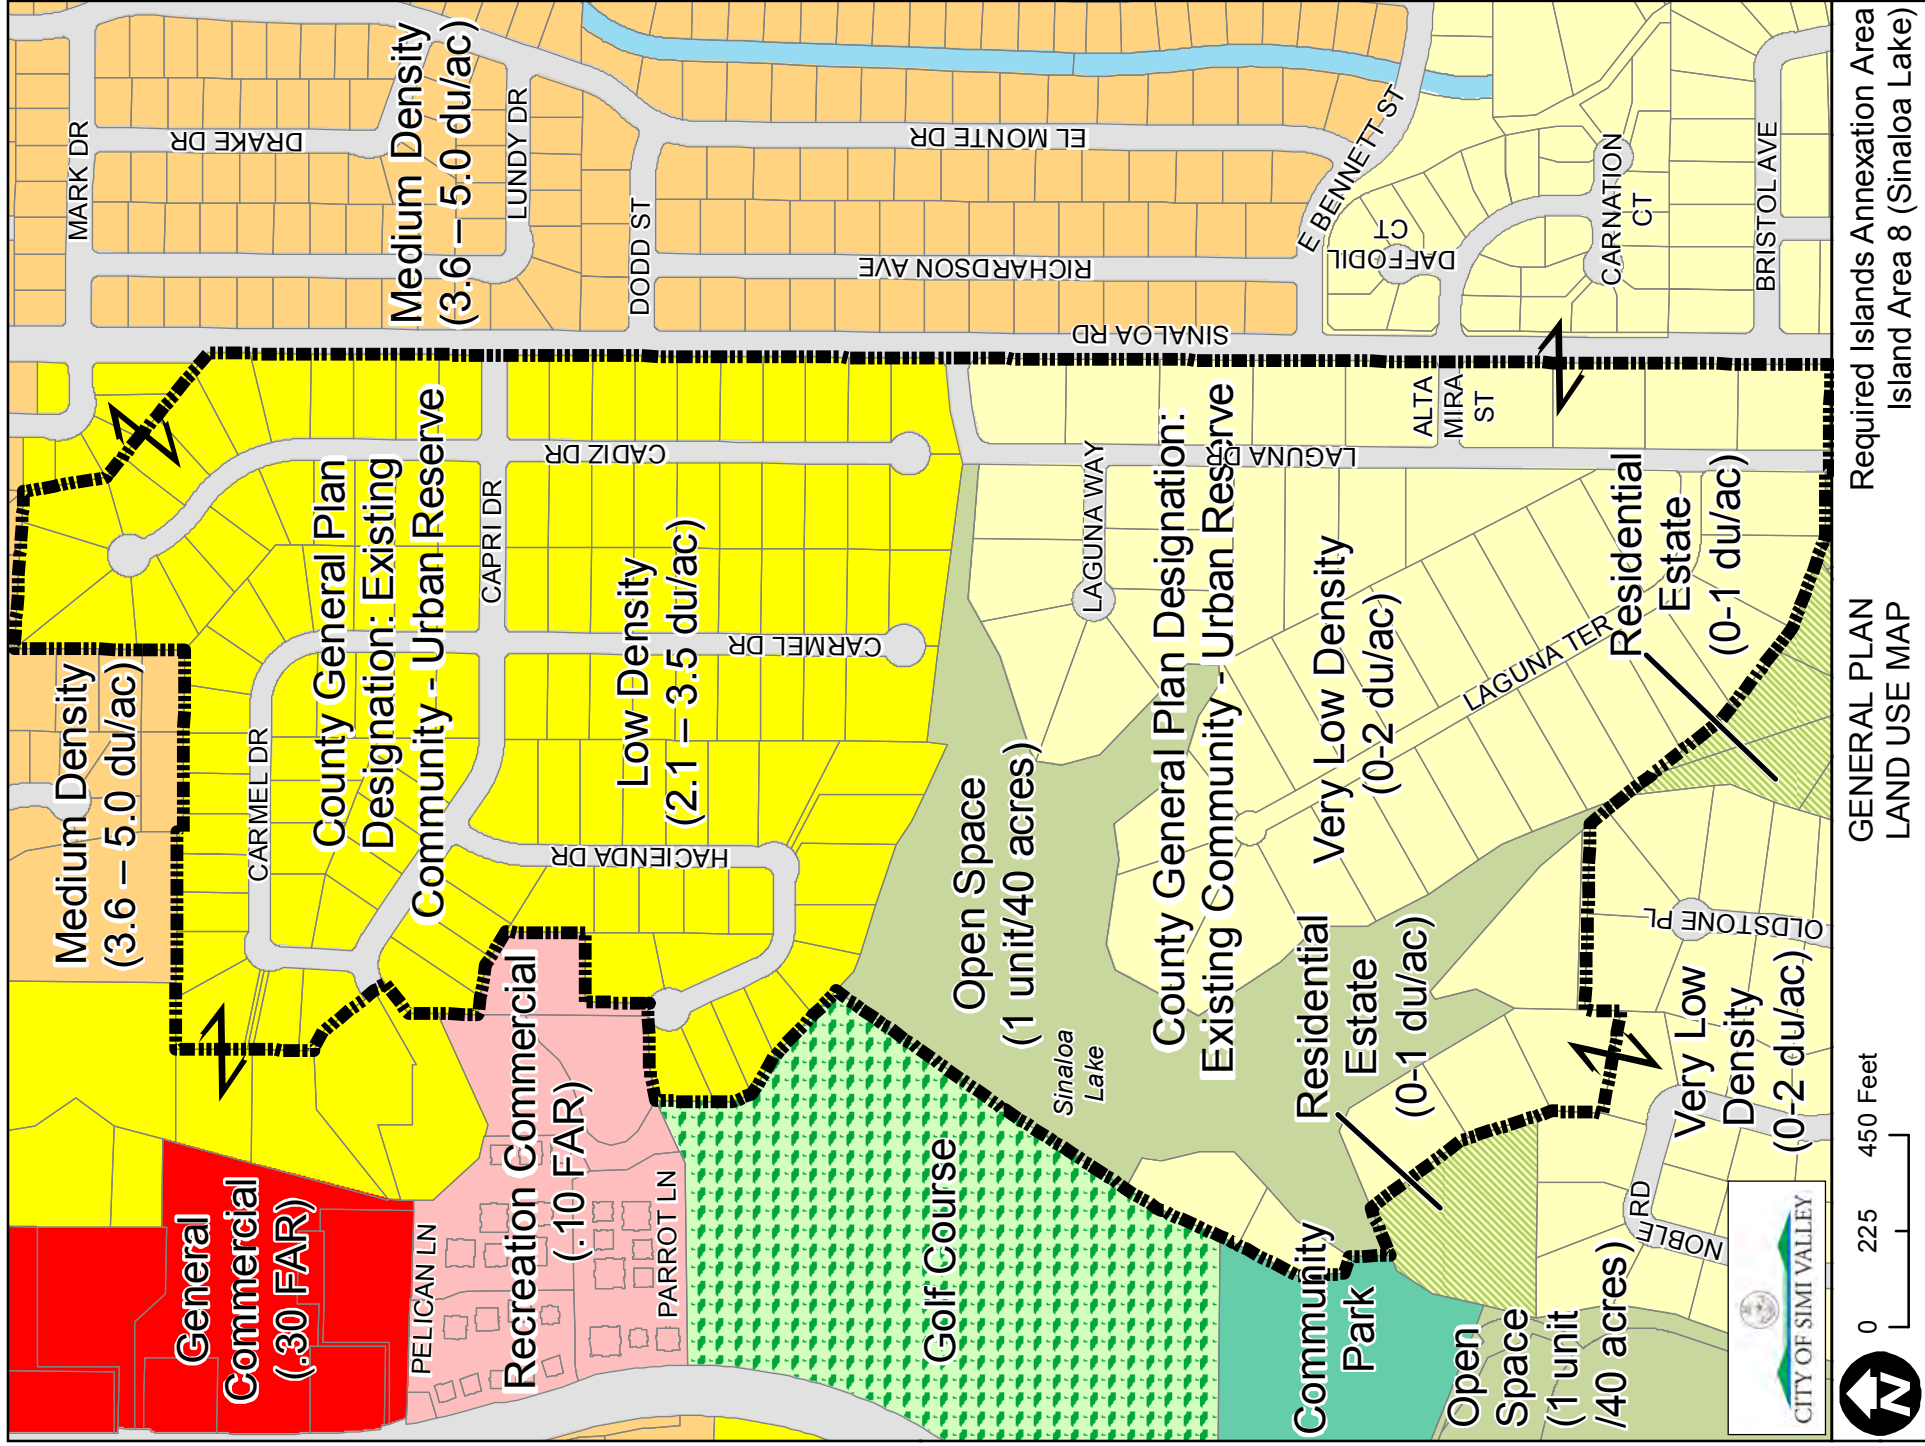 Medium Density
(3.6 – 5.0 du/ac)
General
Commercial
(.30 FAR)
PELICAN LN
Recreation Commercial
(.10 FAR)
PARROT LN
Golf Course
Community
Park
Open
Space
(1 unit
/40 acres)
County General Plan
Designation: Existing
Community - Urban Reserve
Low Density
(2.1 – 3.5 du/ac)
CARMEL DR
CARMEL DR
CAPRI DR
CADIZ DR
HACIENDA DR
Open Space
(1 unit/40 acres)
Sinaloa
Lake
County General Plan Designation:
Existing Community - Urban Reserve
Very Low Density
(0-2 du/ac)
Residential
Estate
(0-1 du/ac)
Residential
Estate
(0-1 du/ac)
Very Low
Density
(0-2 du/ac)
LAGUNA WAY
LAGUNA DR
LAGUNA TER
ALTA
MIRA
ST
OLDSTONE PL
NOBLE RD
MARK DR
DRAKE DR
Medium Density
(3.6 – 5.0 du/ac)
LUNDY DR
DODD ST
EL MONTE DR
RICHARDSON AVE
SINALOA RD
E BENNETT ST
DAFFODIL
CT
CARNATION
CT
BRISTOL AVE
CITY OF SIMI VALLEY
N
0 225 450 Feet
GENERAL PLAN
LAND USE MAP
Required Islands Annexation Area
Island Area 8 (Sinaloa Lake)